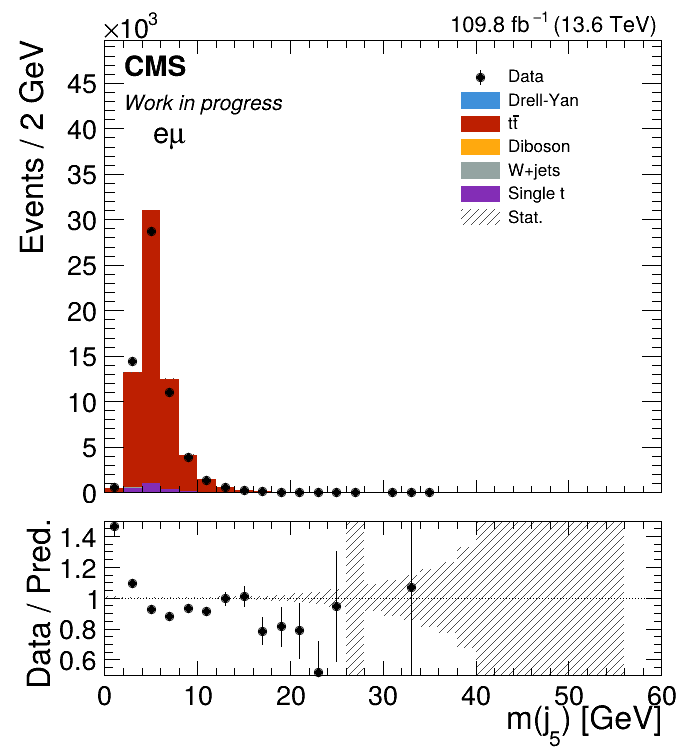 ×10³
109.8 fb⁻¹ (13.6 TeV)
CMS
Work in progress
eμ
Data
Drell-Yan
tt̄
Diboson
W+jets
Single t
Stat.
Events / 2 GeV
45
40
35
30
25
20
15
10
5
0
Data / Pred.
1.4
1.2
1
0.8
0.6
0 10 20 30 40 50 60
m(j₅) [GeV]